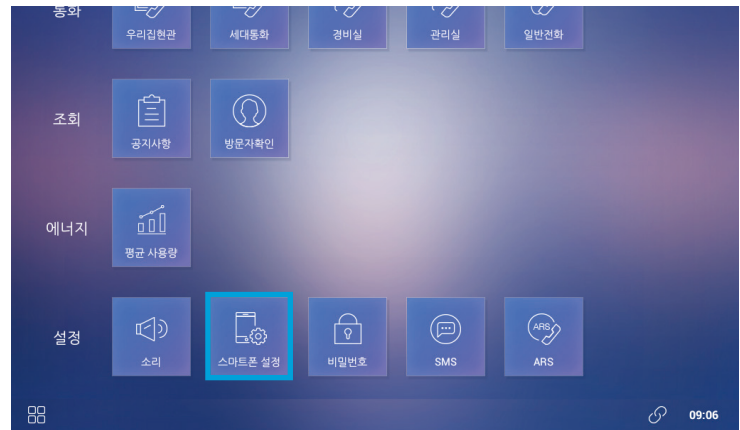 통화
우리집현관 세대통화 경비실 관리실 일반전화
조회
공지사항 방문자확인
에너지
평균 사용량
설정
소리 스마트폰 설정 비밀번호 SMS ARS
ARS
09:06